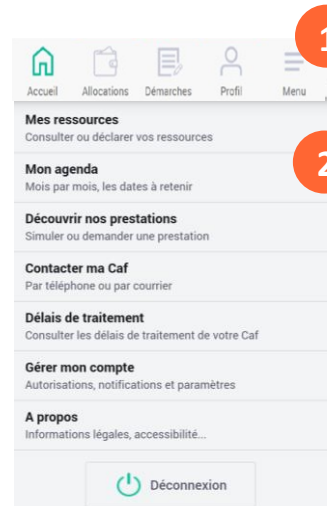 1
Accueil Allocations Démarches Profil Menu
Mes ressources
Consulter ou déclarer vos ressources
2
Mon agenda
Mois par mois, les dates à retenir
Découvrir nos prestations
Simuler ou demander une prestation
Contacter ma Caf
Par téléphone ou par courrier
Délais de traitement
Consulter les délais de traitement de votre Caf
Gérer mon compte
Autorisations, notifications et paramètres
A propos
Informations légales, accessibilité...
Déconnexion